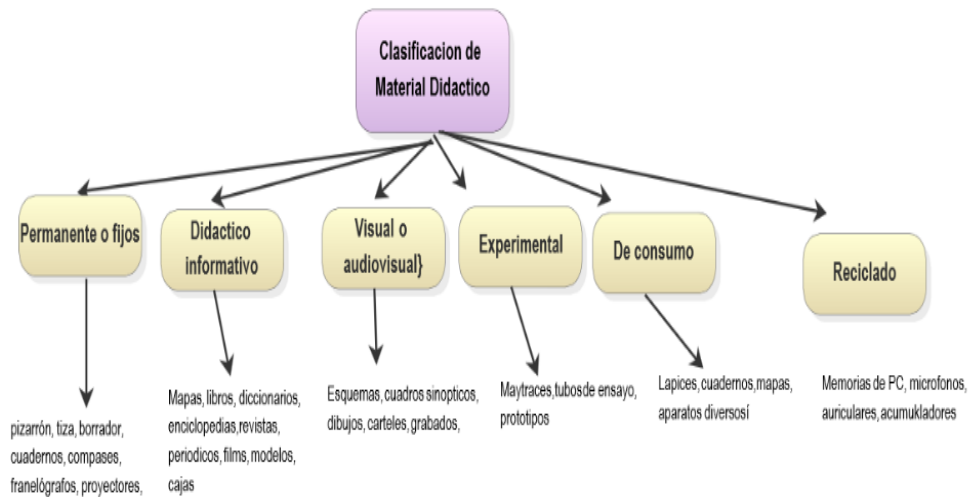 Clasificacion de
Material Didactico
Permanente o fijos
Didactico
informativo
Visual o
audiovisual}
Experimental
De consumo
Reciclado
pizarrón, tiza, borrador,
cuadernos, compases,
franelógrafos, proyectores,
Mapas, libros, diccionarios,
enciclopedias,revistas,
periodicos, films, modelos,
cajas
Esquemas, cuadros sinopticos,
dibujos, carteles, grabados,
Maytraces,tubosde ensayo,
prototipos
Lapices, cuadernos,mapas,
aparatos diversosí
Memorias de PC, microfonos,
auriculares,acumukladores